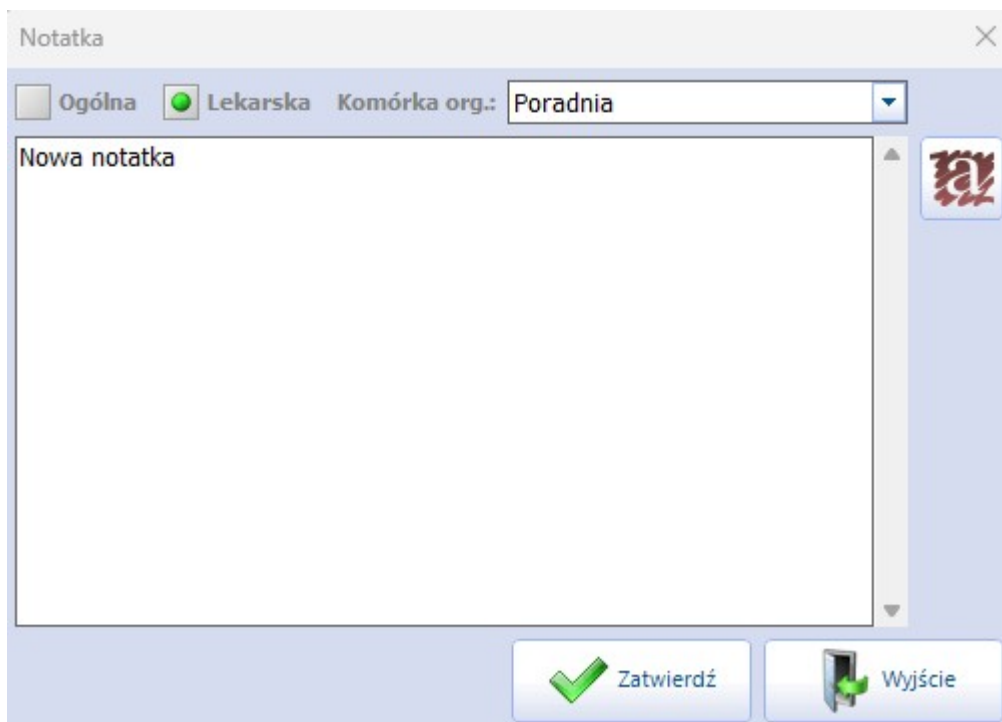 Notatka
Ogólna Lekarska Komórka org.: Poradnia
Nowa notatka
a
Zatwierdź Wyjście